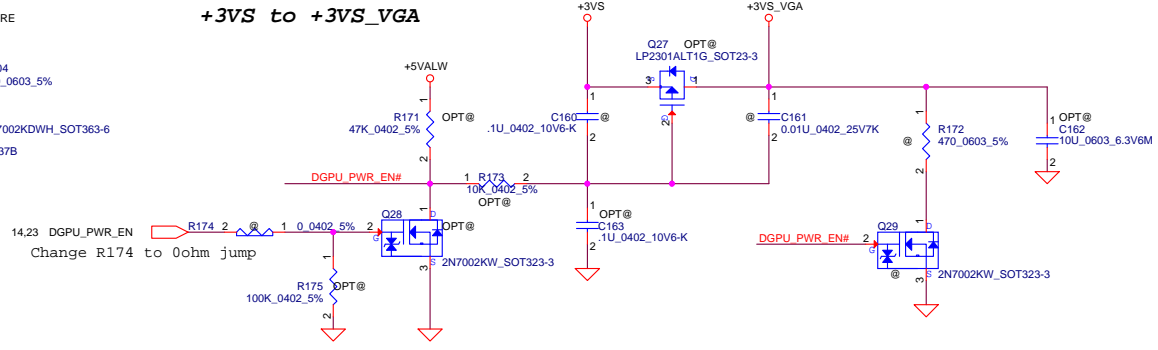 RE
+3VS to +3VS_VGA
+3VS
+3VS_VGA
04
_0603_5%
7002KDWH_SOT363-6
37B
+5VALW
1
R171
47K_0402_5%
OPT@
2
Q27
OPT@
LP2301ALT1G_SOT23-3
3
S
D
1
G
2
1
C160
@
.1U_0402_10V6-K
2
1
@
C161
0.01U_0402_25V7K
2
1
R172
@
470_0603_5%
2
1
OPT@
C162
10U_0603_6.3V6M
2
DGPU_PWR_EN#
1
R173
2
10K_0402_5%
OPT@
1
OPT@
C163
.1U_0402_10V6-K
2
14,23
DGPU_PWR_EN
R174
2
@
1
0_0402_5%
Change R174 to 0ohm jump
Q28
1
D
OPT@
2
G
3
S
2N7002KW_SOT323-3
1
R175
OPT@
100K_0402_5%
2
DGPU_PWR_EN#
2
G
Q29
1
D
@
3
S
2N7002KW_SOT323-3